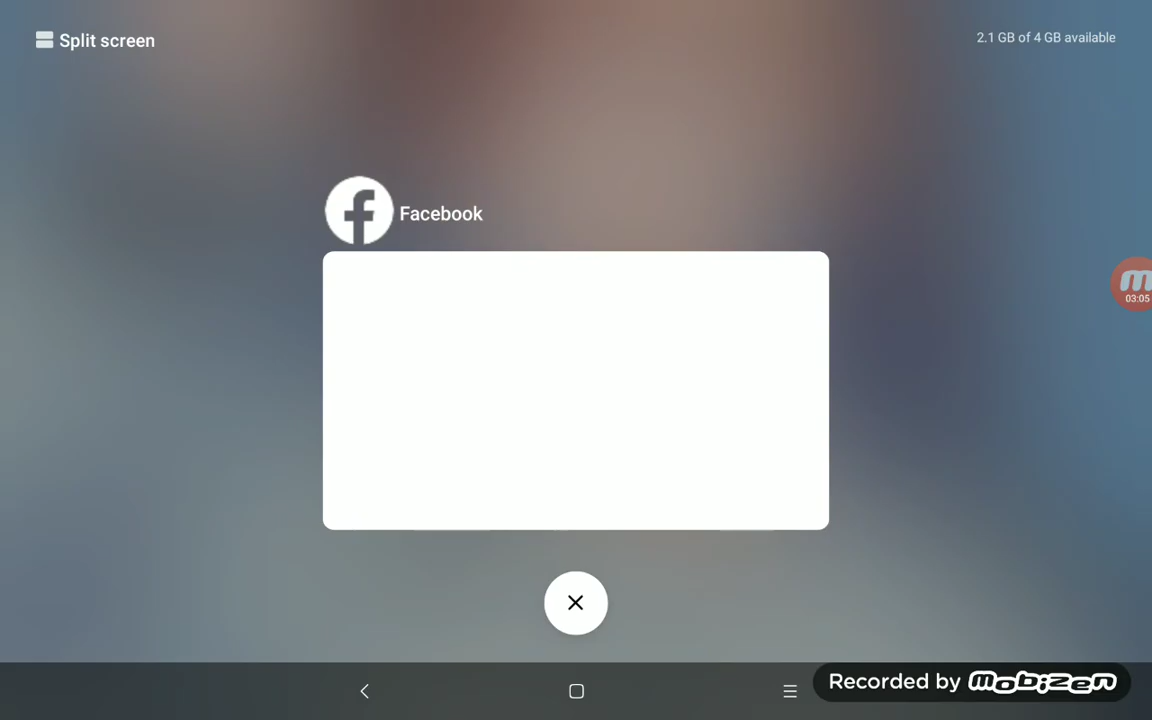 Split screen
2.1 GB of 4 GB available
Facebook
03:05
Recorded by mobizen